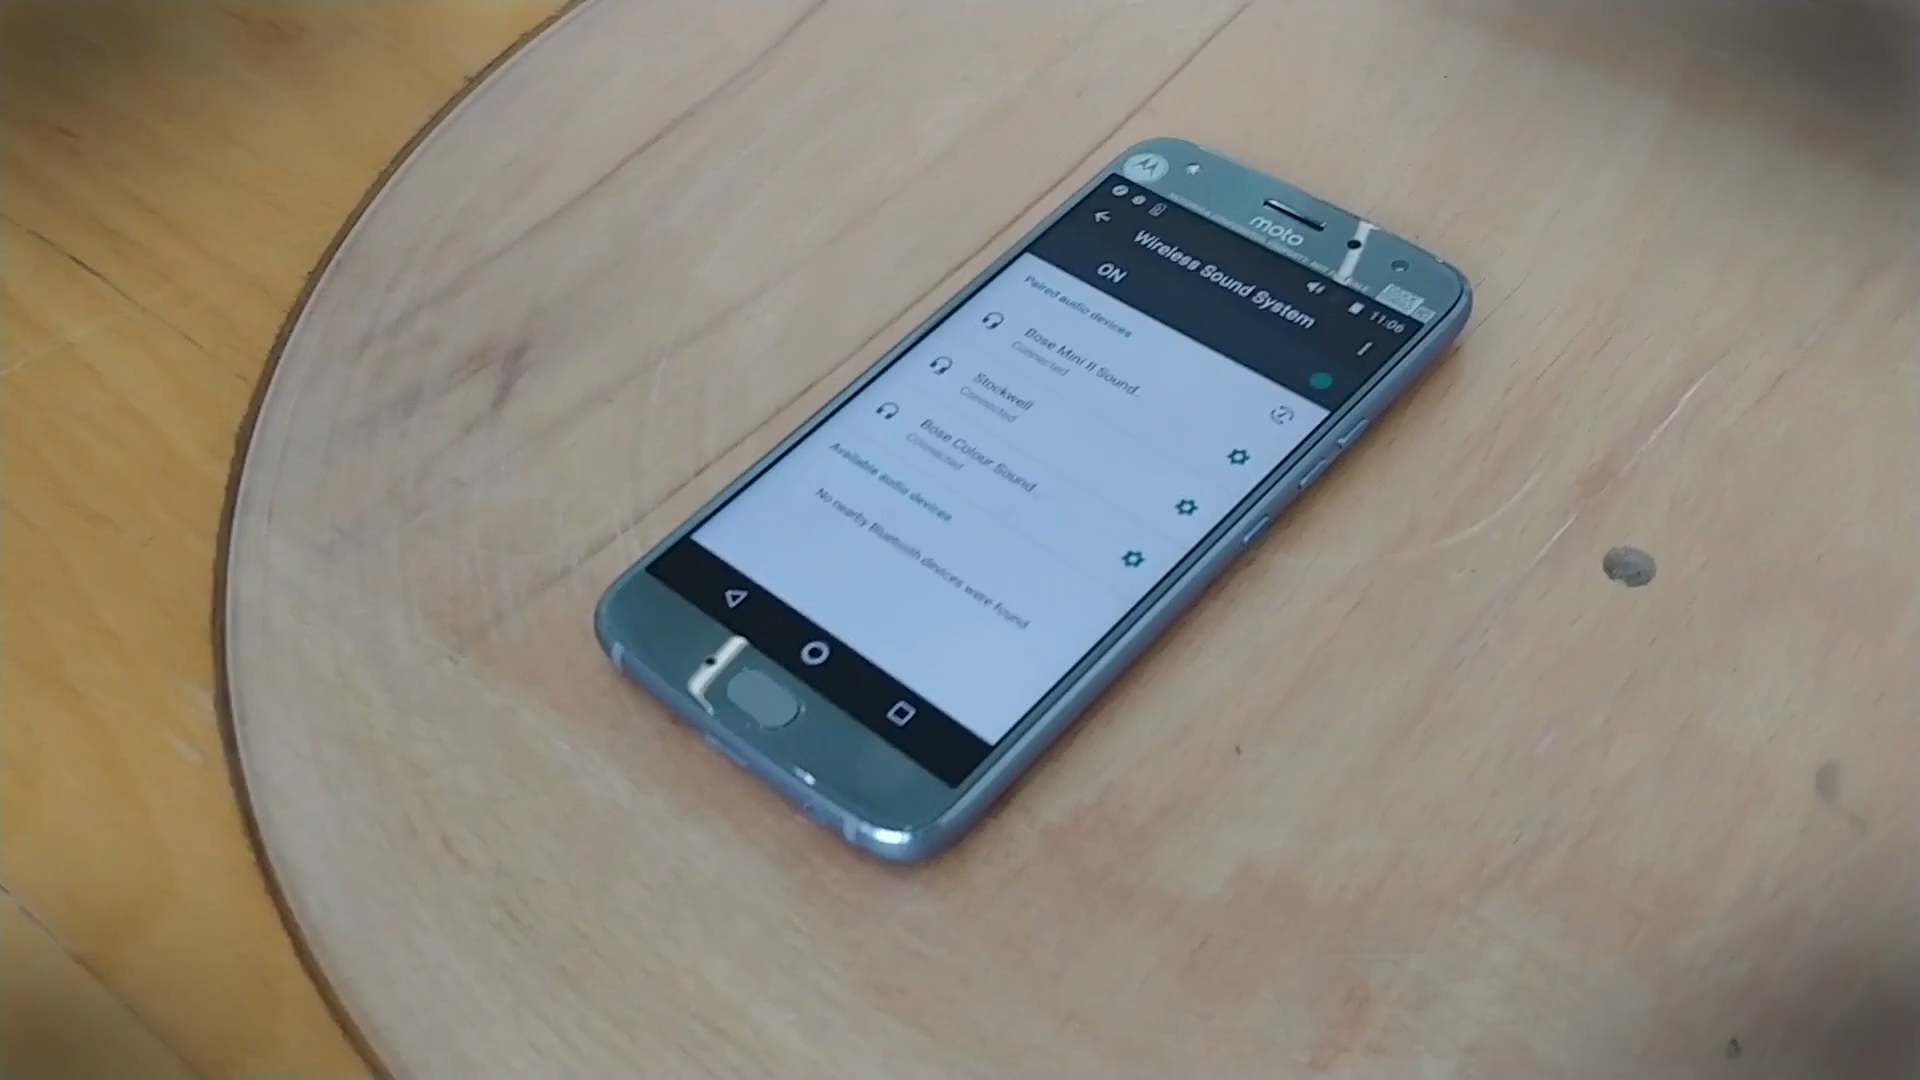 moto
11:06
Wireless Sound System
ON
Paired audio devices
Bose Mini II Sound..
Connected
Stockwell
Connected
Bose Colour Sound..
Connected
Available audio devices
No nearby Bluetooth devices were found